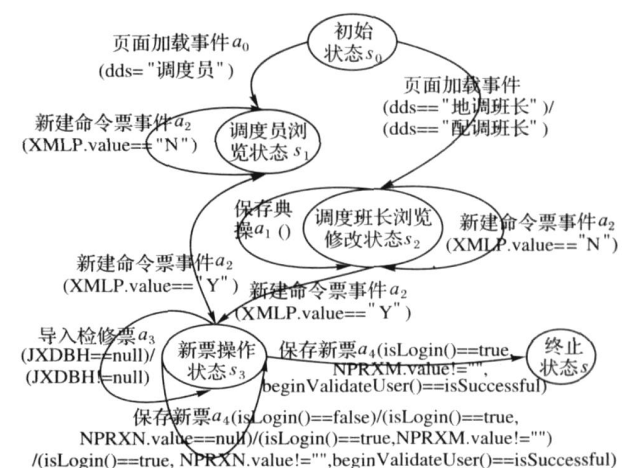 初始
状态s0
页面加载事件a0
(dds="调度员")
页面加载事件
(dds=="地调班长")/
(dds=="配调班长")
新建命令票事件a2
(XMLP.value=="N")
调度员浏
览状态 s1
保存典
操a1 ()
调度班长浏览
修改状态s2
新建命令票事件a2
(XMLP.value=="N")
新建命令票事件a2
(XMLP.value=="Y")
新建命令票事件a2
(XMLP.value=="Y")
导入检修票a3
(JXDBH==null)/
(JXDBH!=null)
新票操作
状态s3
保存新票a4(isLogin()==true,
NPRXM.value!="",
beginValidateUser()==isSuccessful)
终止
状态s
保存新票a4(isLogin()==false)/(isLogin()==true,
NPRXN.value==null)/(isLogin()==true,NPRXM.value!="")
/(isLogin()==true, NPRXN.value!="",beginValidateUser()==isSuccessful)